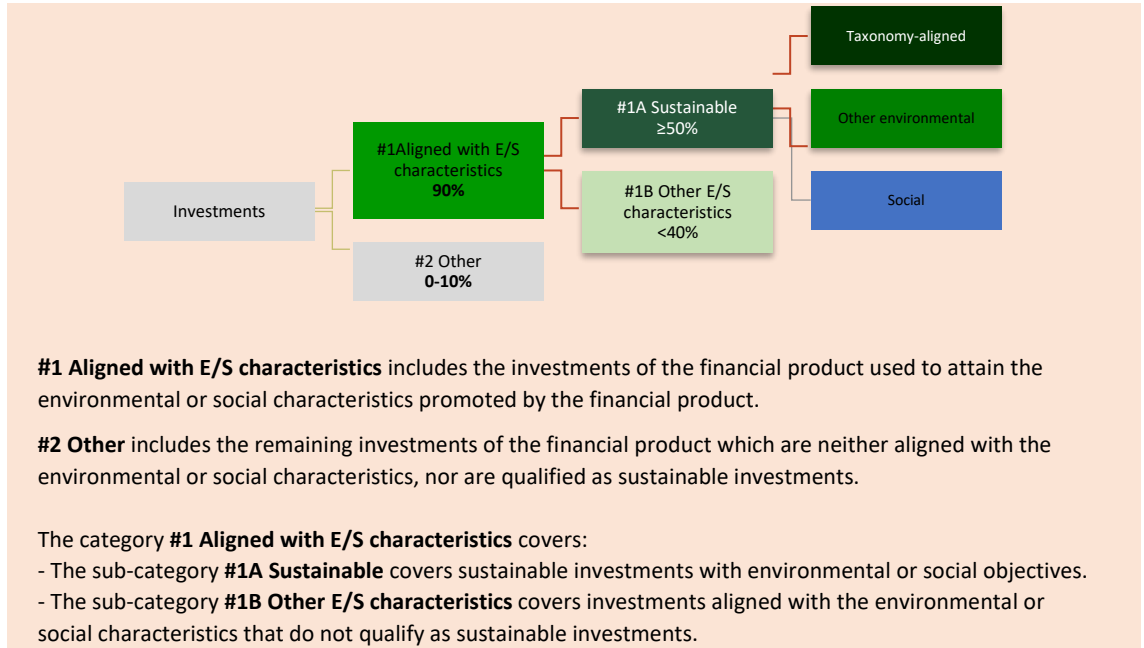 Taxonomy-aligned
#1A Sustainable
≥50%
Other environmental
#1Aligned with E/S
characteristics
90%
#1B Other E/S
characteristics
<40%
Social
Investments
#2 Other
0-10%
#1 Aligned with E/S characteristics includes the investments of the financial product used to attain the
environmental or social characteristics promoted by the financial product.
#2 Other includes the remaining investments of the financial product which are neither aligned with the
environmental or social characteristics, nor are qualified as sustainable investments.
The category #1 Aligned with E/S characteristics covers:
- The sub-category #1A Sustainable covers sustainable investments with environmental or social objectives.
- The sub-category #1B Other E/S characteristics covers investments aligned with the environmental or
social characteristics that do not qualify as sustainable investments.